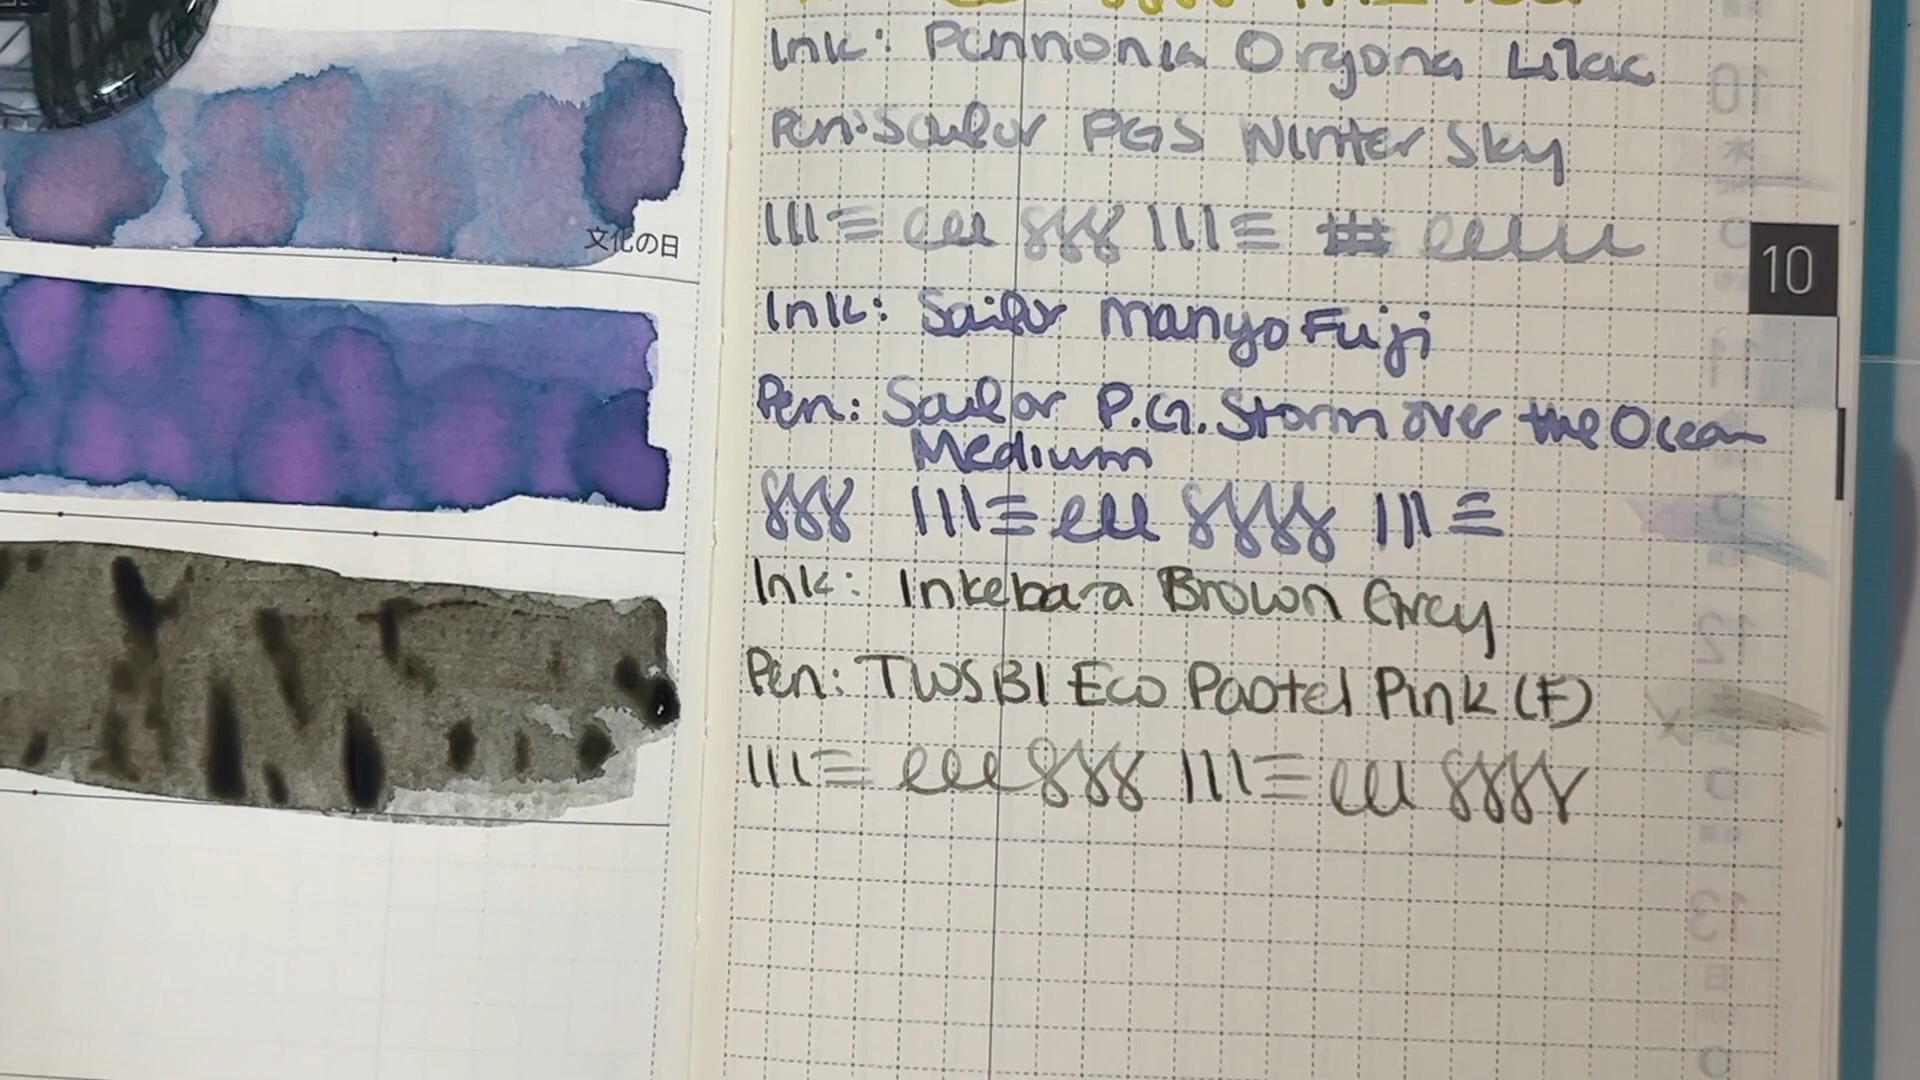 Ink: Pannonia Orgona Lilac
Pen: Sailor PGS Winter Sky
文化の日
Ink: Sailor Manyo Fuji
Pen: Sailor P.G. Storm over the Ocean
Medium
Ink: Inkebara Brown Grey
Pen: TWSBI Eco Pastel Pink (F)
10